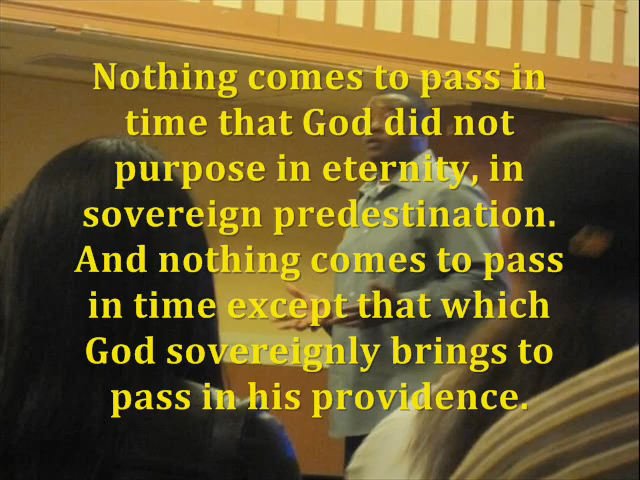 Nothing comes to pass in
time that God did not
purpose in eternity, in
sovereign predestination.
And nothing comes to pass
in time except that which
God sovereignly brings to
pass in his providence.